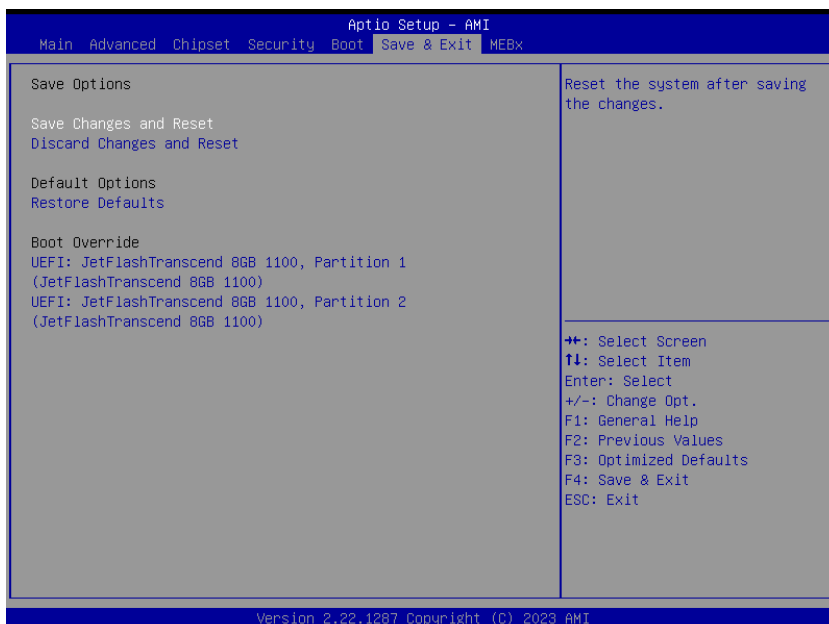 Aptio Setup – AMI
Main Advanced Chipset Security Boot Save & Exit MEBx
Save Options
Save Changes and Reset
Discard Changes and Reset
Default Options
Restore Defaults
Boot Override
UEFI: JetFlashTranscend 8GB 1100, Partition 1
(JetFlashTranscend 8GB 1100)
UEFI: JetFlashTranscend 8GB 1100, Partition 2
(JetFlashTranscend 8GB 1100)
Reset the system after saving
the changes.
→←: Select Screen
↑↓: Select Item
Enter: Select
+/-: Change Opt.
F1: General Help
F2: Previous Values
F3: Optimized Defaults
F4: Save & Exit
ESC: Exit
Version 2.22.1287 Copyright (C) 2023 AMI